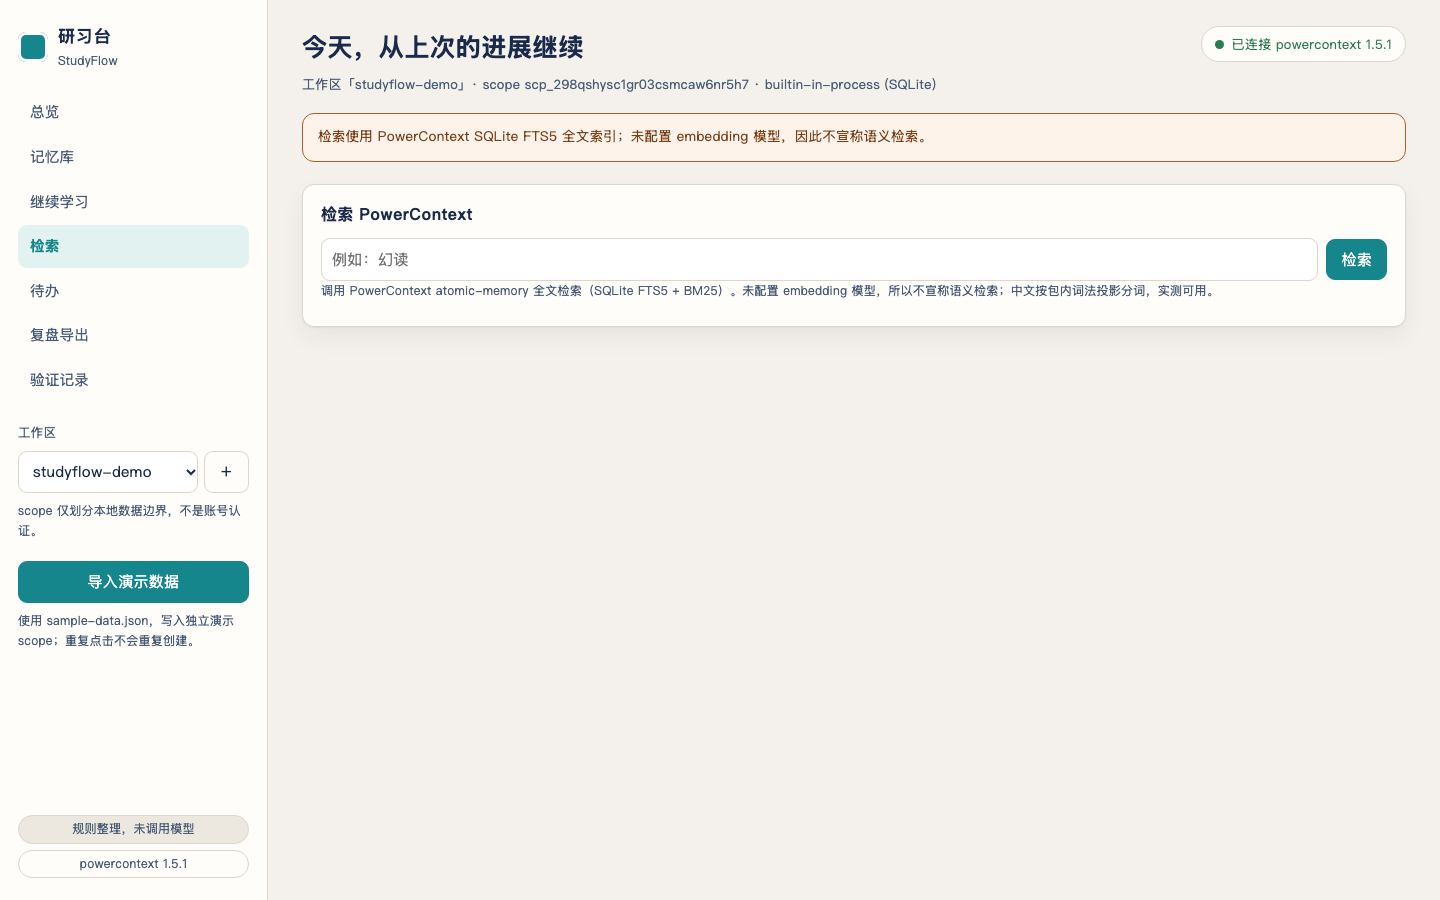 研习台
StudyFlow
总览
记忆库
继续学习
检索
待办
复盘导出
验证记录
工作区
studyflow-demo
+
scope 仅划分本地数据边界，不是账号认
证。
导入演示数据
使用 sample-data.json，写入独立演示
scope；重复点击不会重复创建。
规则整理，未调用模型
powercontext 1.5.1
今天，从上次的进展继续
工作区「studyflow-demo」 · scope scp_298qshysc1gr03csmcaw6nr5h7 · builtin-in-process (SQLite)
已连接 powercontext 1.5.1
检索使用 PowerContext SQLite FTS5 全文索引；未配置 embedding 模型，因此不宣称语义检索。
检索 PowerContext
例如：幻读
检索
调用 PowerContext atomic-memory 全文检索（SQLite FTS5 + BM25）。未配置 embedding 模型，所以不宣称语义检索；中文按包内词法投影分词，实测可用。